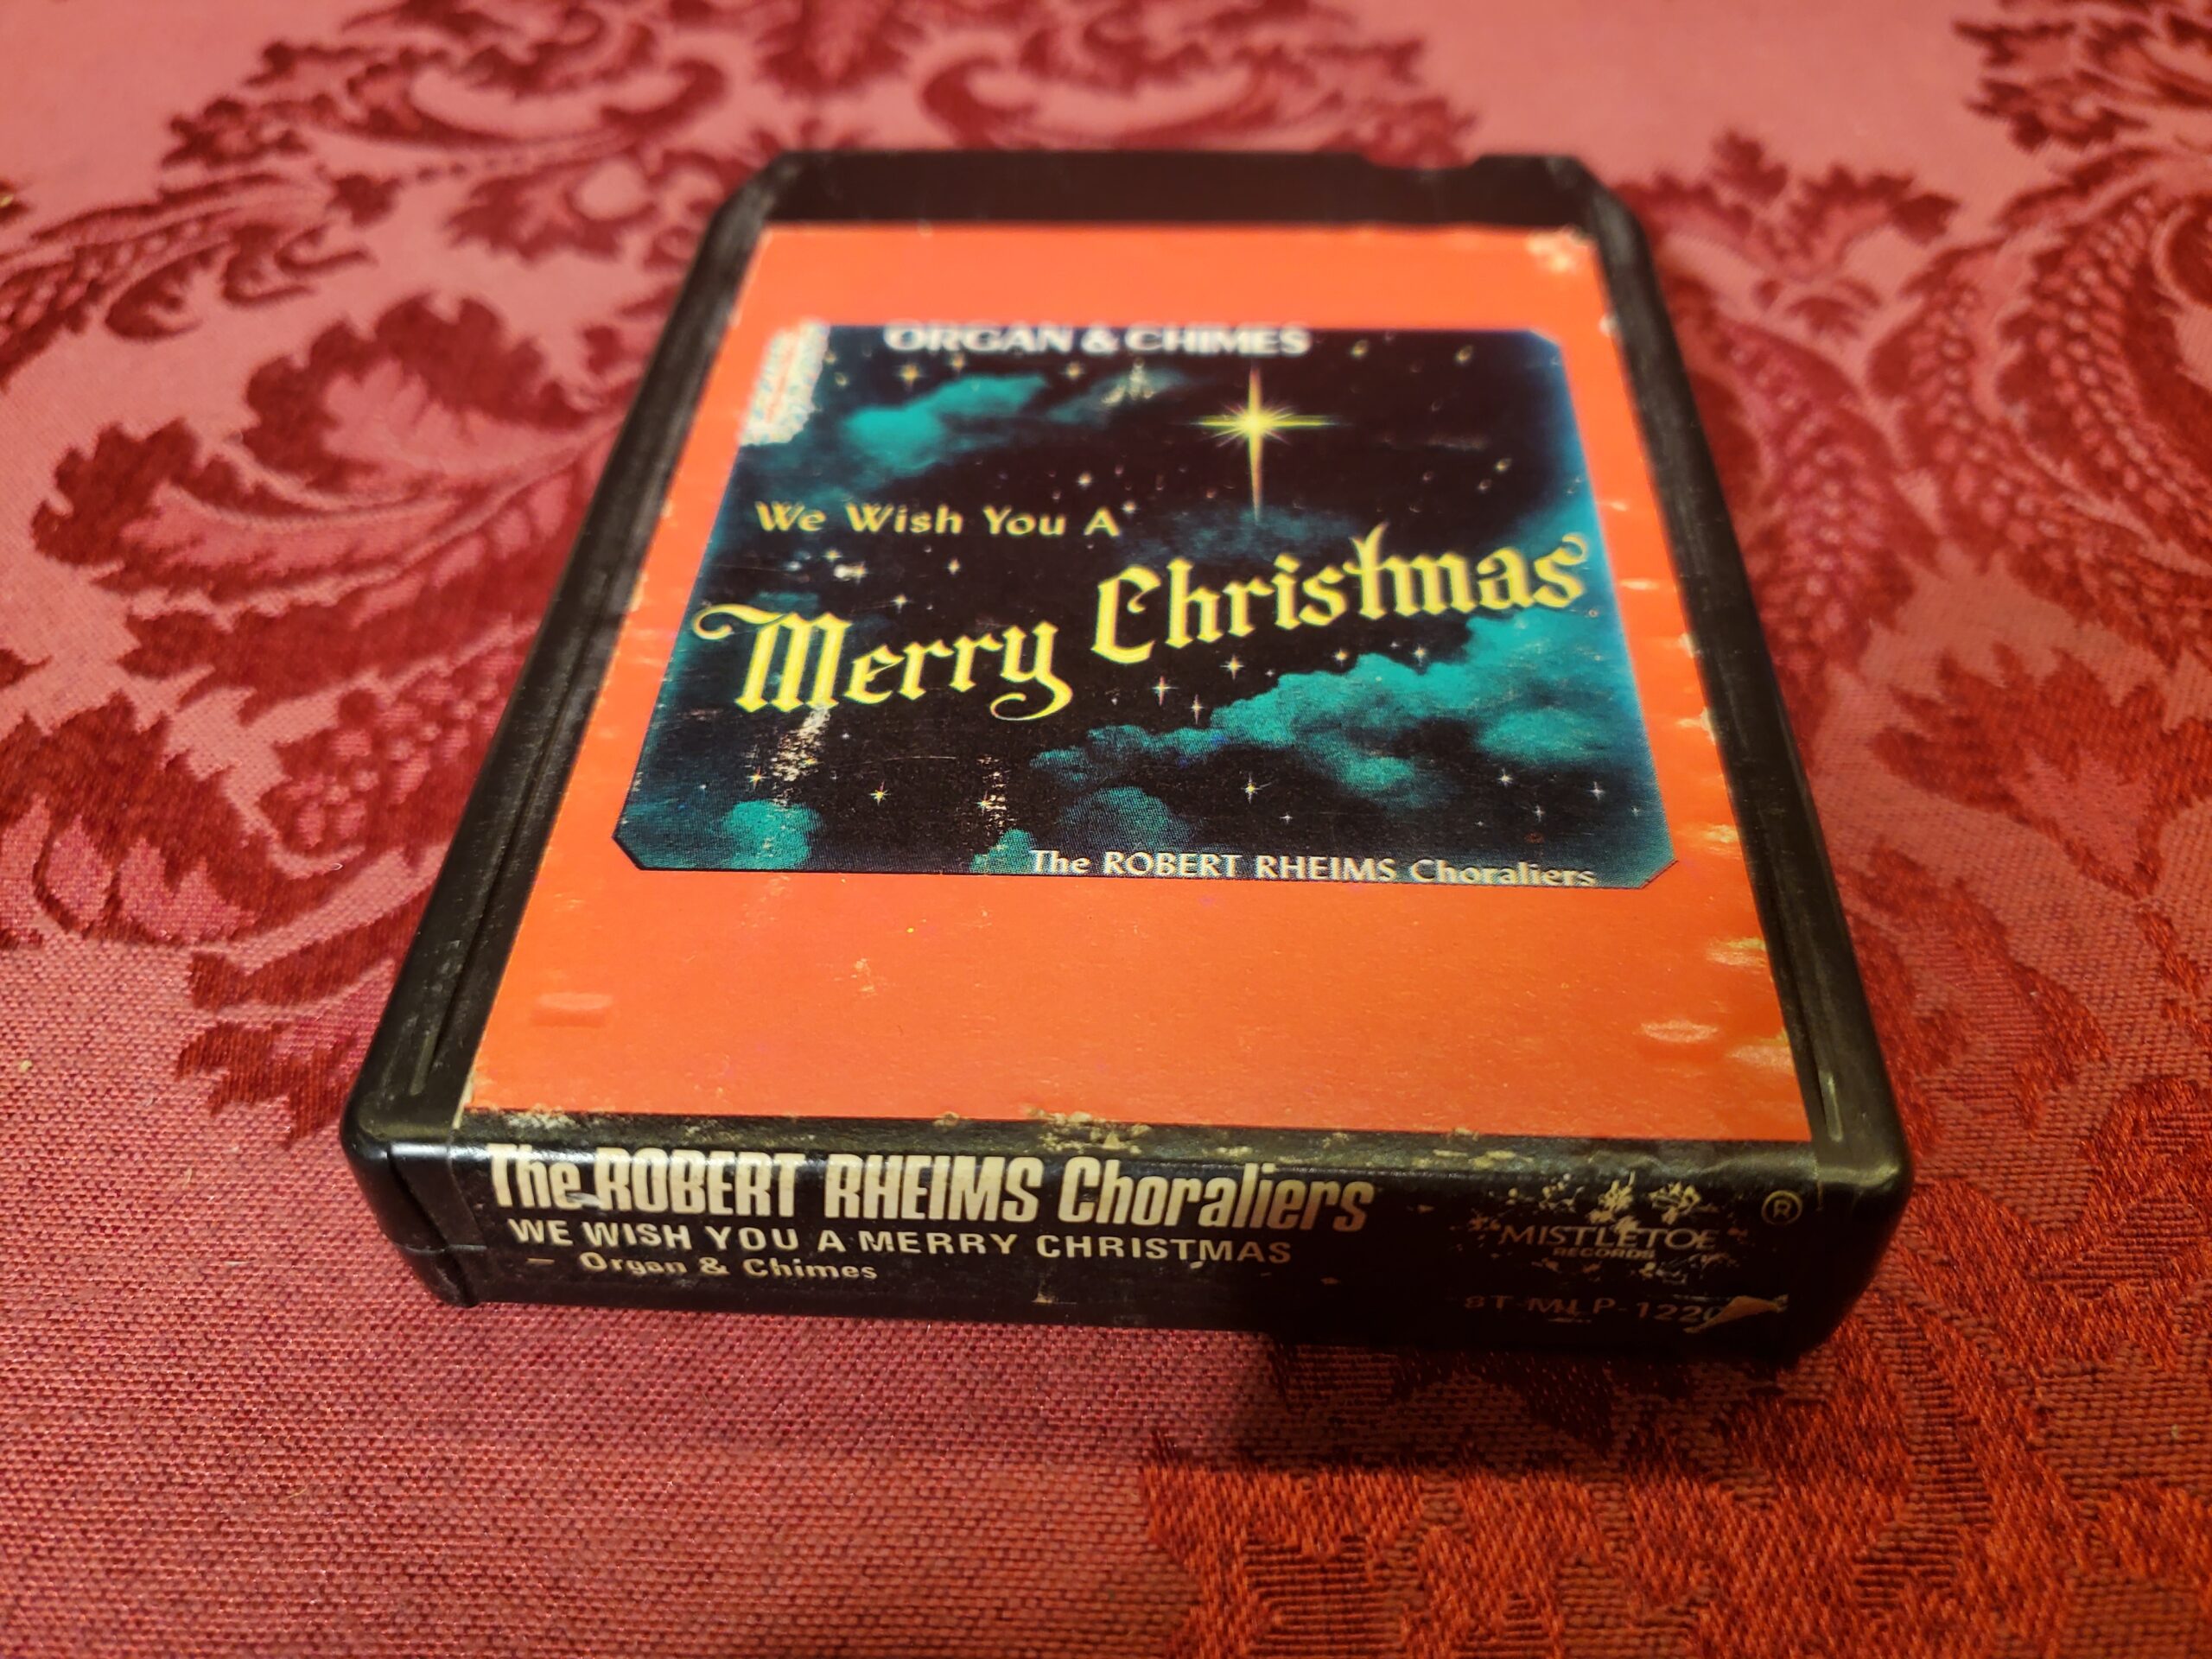 ORGAN & CHIMES
We Wish You A
Merry Christmas
The ROBERT RHEIMS Choraliers
The ROBERT RHEIMS Choraliers
WE WISH YOU A MERRY CHRISTMAS
– Organ & Chimes
MISTLETOE ®
RECORDS